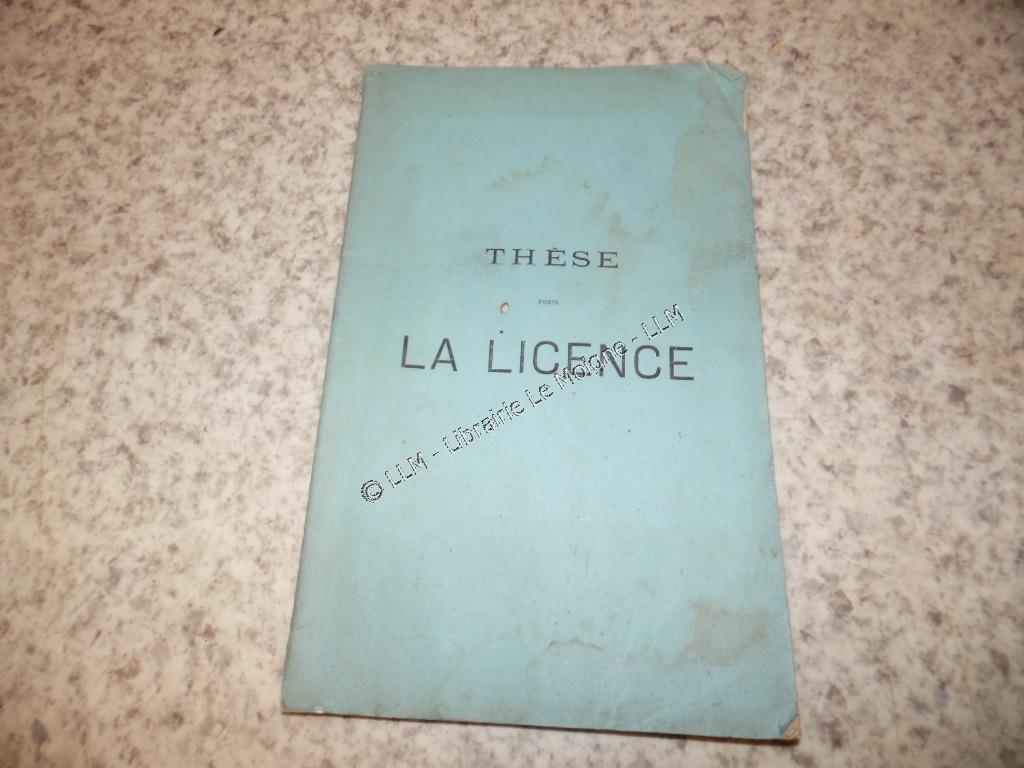 THÈSE
POUR
LA LICENCE
© LLM - Librairie Le Moigne - LLM